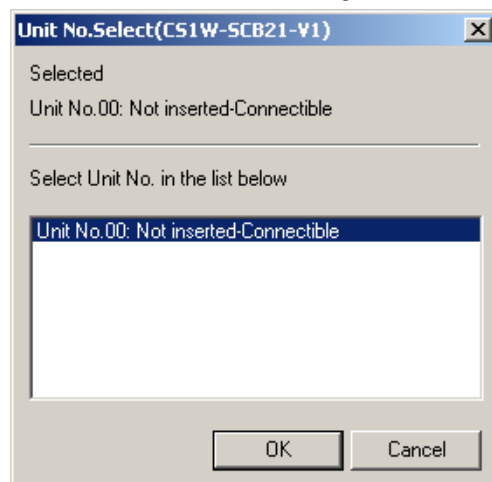 Unit No.Select(CS1W-SCB21-V1)
Selected
Unit No.00: Not inserted-Connectible
Select Unit No. in the list below
Unit No.00: Not inserted-Connectible
OK Cancel